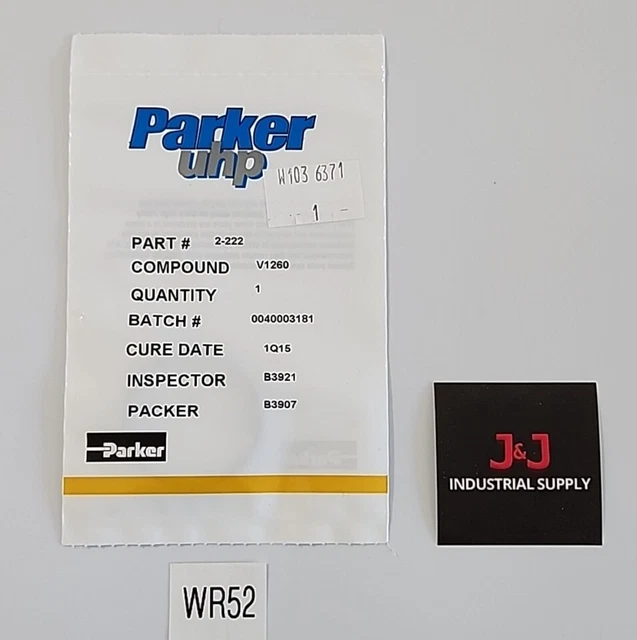 Parker
uhp
W103 6371
1
PART # 2-222
COMPOUND V1260
QUANTITY 1
BATCH # 0040003181
CURE DATE 1Q15
INSPECTOR B3921
PACKER B3907
Parker
J&J
INDUSTRIAL SUPPLY
WR52